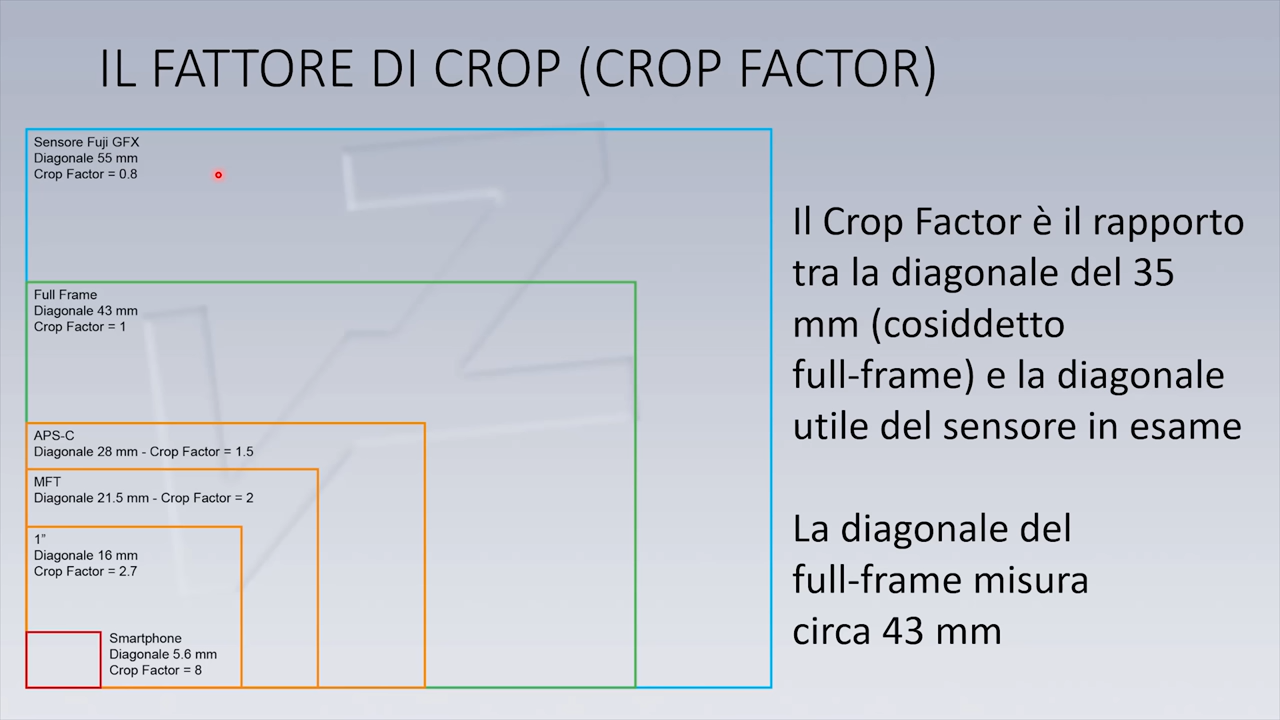 IL FATTORE DI CROP (CROP FACTOR)
Sensore Fuji GFX
Diagonale 55 mm
Crop Factor = 0.8
Full Frame
Diagonale 43 mm
Crop Factor = 1
APS-C
Diagonale 28 mm - Crop Factor = 1.5
MFT
Diagonale 21.5 mm - Crop Factor = 2
1”
Diagonale 16 mm
Crop Factor = 2.7
Smartphone
Diagonale 5.6 mm
Crop Factor = 8
Il Crop Factor è il rapporto
tra la diagonale del 35
mm (cosiddetto
full-frame) e la diagonale
utile del sensore in esame
La diagonale del
full-frame misura
circa 43 mm